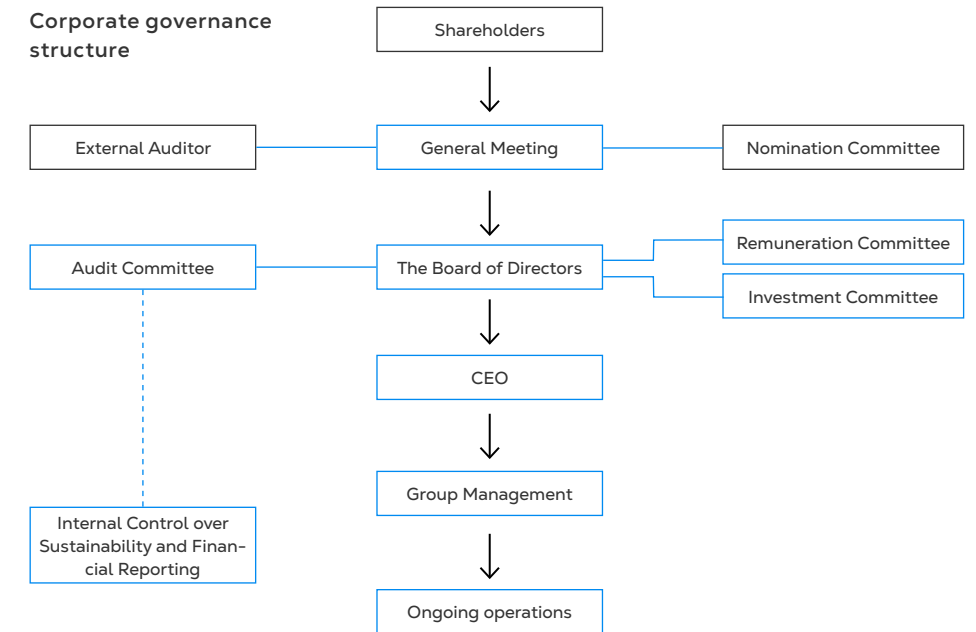 Corporate governance
structure
Shareholders
External Auditor
General Meeting
Nomination Committee
Audit Committee
The Board of Directors
Remuneration Committee
Investment Committee
CEO
Group Management
Internal Control over
Sustainability and Finan-
cial Reporting
Ongoing operations